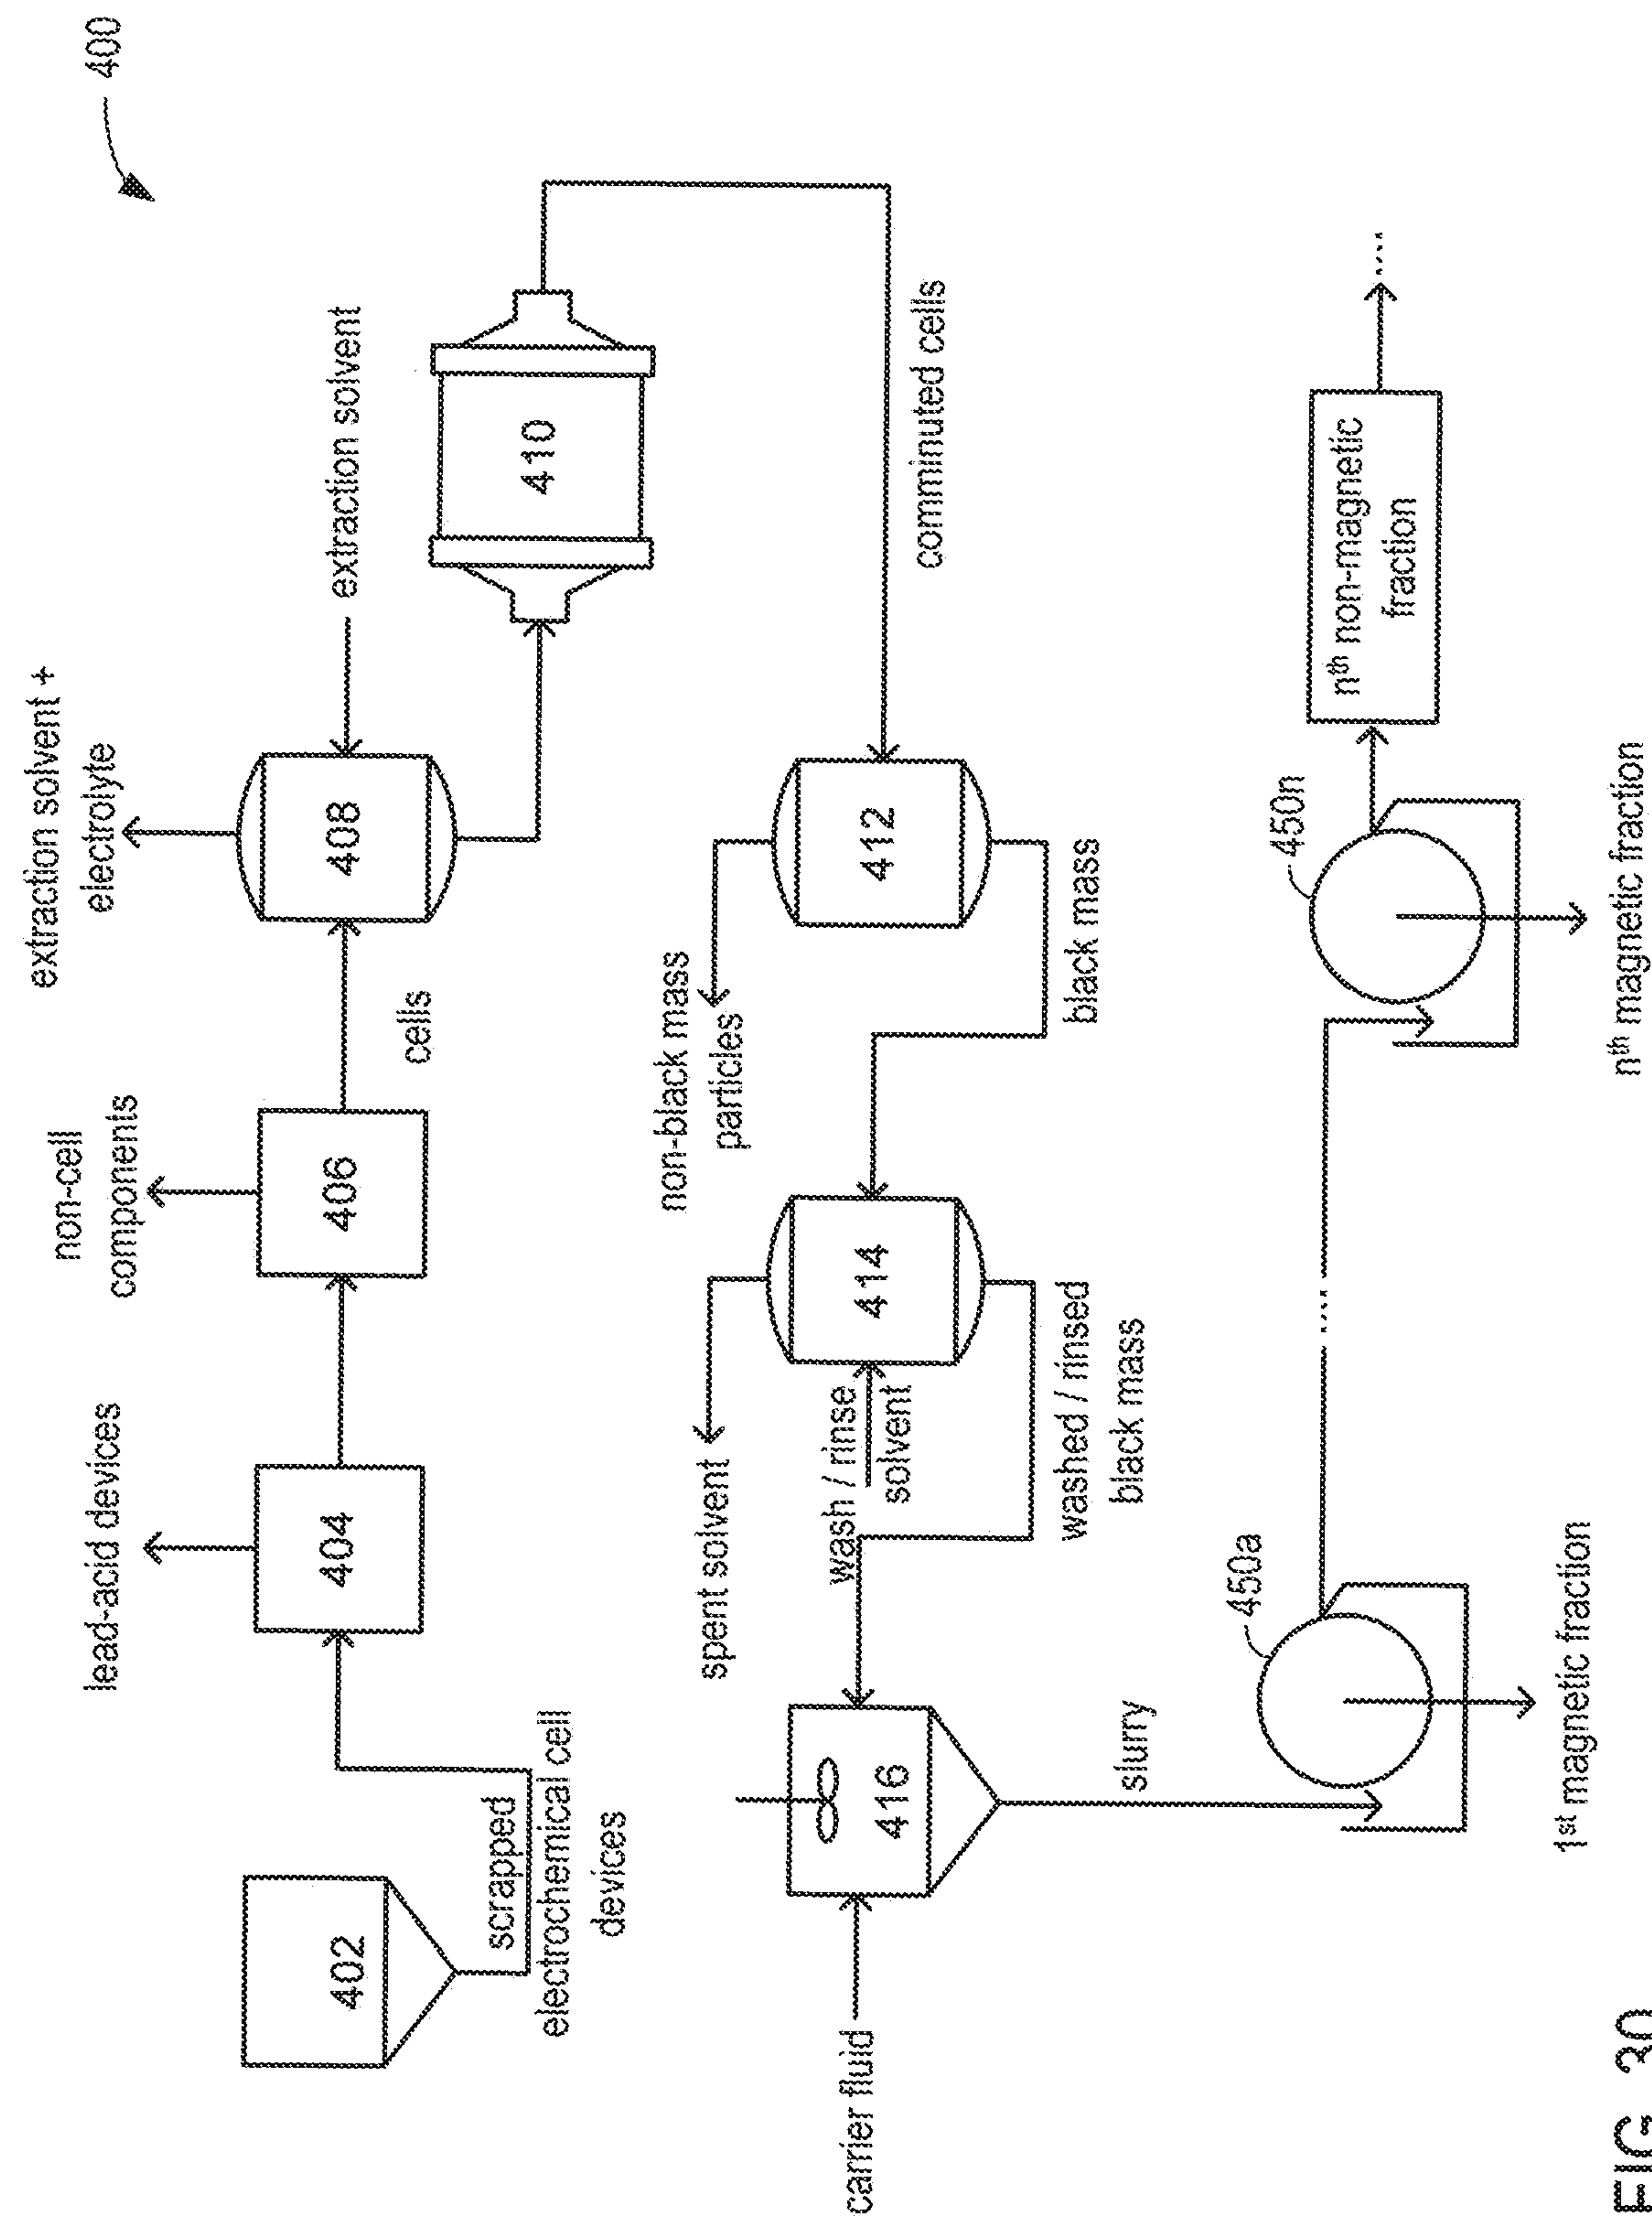 400
extraction solvent +
electrolyte
non-cell
components
lead-acid devices
extraction solvent
402
404
406
408
410
cells
scrapped
electrochemical cell
devices
comminuted cells
non-black mass
particles
spent solvent
412
414
416
wash / rinse
solvent
carrier fluid
black mass
washed / rinsed
black mass
slurry
450a
450n
nth non-magnetic
fraction
....
1st magnetic fraction
nth magnetic fraction
FIG. 30